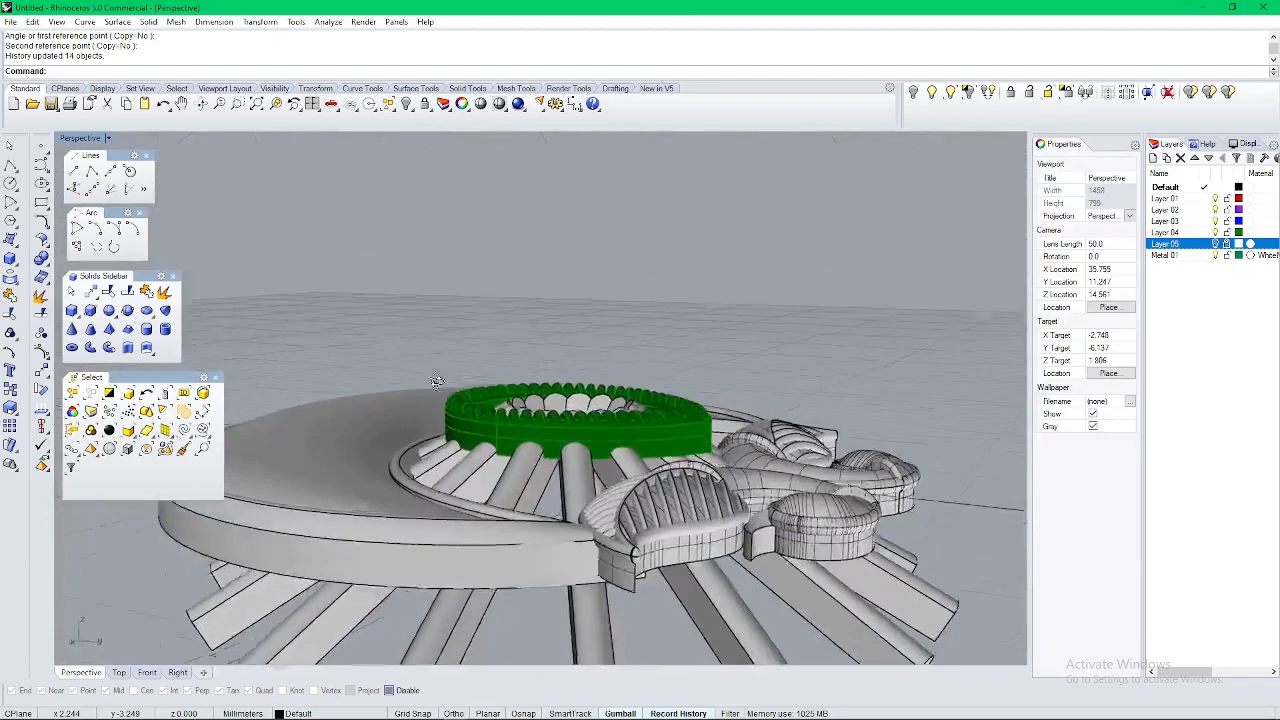 Untitled - Rhinoceros 5.0 Commercial - [Perspective]
File Edit View Curve Surface Solid Mesh Dimension Transform Tools Analyze Render Panels Help
Angle or first reference point ( Copy=No ):
Second reference point ( Copy=No ):
History updated 14 objects.
Command:
Standard CPlanes Display Set View Select Viewport Layout Visibility Transform Curve Tools Surface Tools Solid Tools Mesh Tools Render Tools Drafting New in V5
Perspective
Lines
Arc
Solids Sidebar
Select
Properties
Viewport
Title Perspective
Width 1458
Height 799
Projection Perspect...
Camera
Lens Length 50.0
Rotation 0.0
X Location 35.755
Y Location 11.247
Z Location 14.561
Location Place...
Target
X Target -2.748
Y Target -6.137
Z Target 1.806
Location Place...
Wallpaper
Filename (none) ...
Show
Gray
Layers Help Displ...
Name Material
Default
Layer 01
Layer 02
Layer 03
Layer 04
Layer 05
Metal 01
z
x y
Activate Windows
Go to Settings to activate Windows.
Perspective Top Front Right
End Near Point Mid Cen Int Perp Tan Quad Knot Vertex Project Disable
CPlane x 2.244 y -3.249 z 0.000 Millimeters Default Grid Snap Ortho Planar Osnap SmartTrack Gumball Record History Filter Memory use: 1025 MB